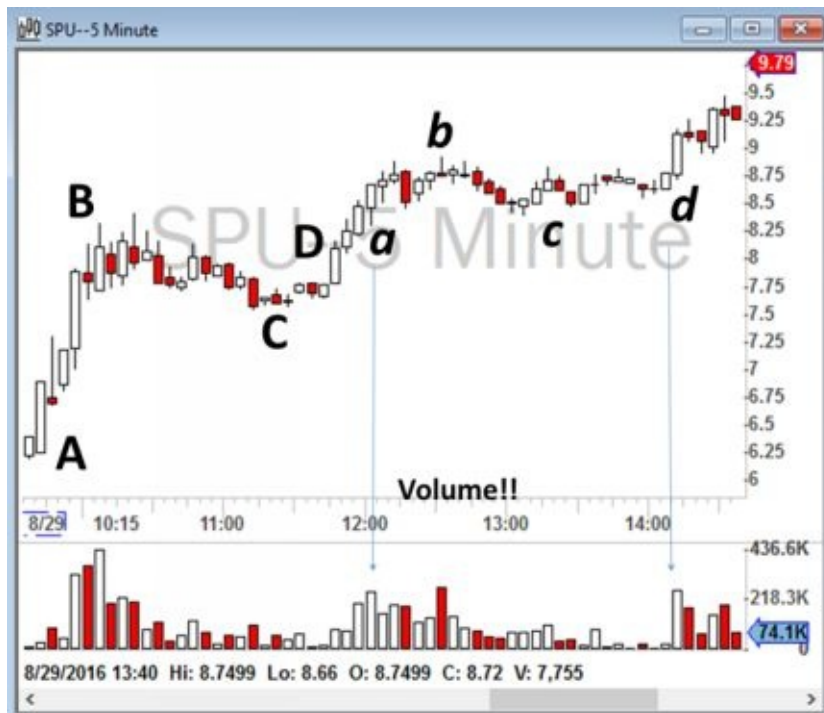 SPU--5 Minute
9.79
9.5
9.25
9
8.75
8.5
8.25
8
7.75
7.5
7.25
7
6.75
6.5
6.25
6
SPU--5 Minute
A
B
C
D
a
b
c
d
Volume!!
8/29 10:15 11:00 12:00 13:00 14:00
436.6K
218.3K
74.1K
0
8/29/2016 13:40 Hi: 8.7499 Lo: 8.66 O: 8.7499 C: 8.72 V: 7,755